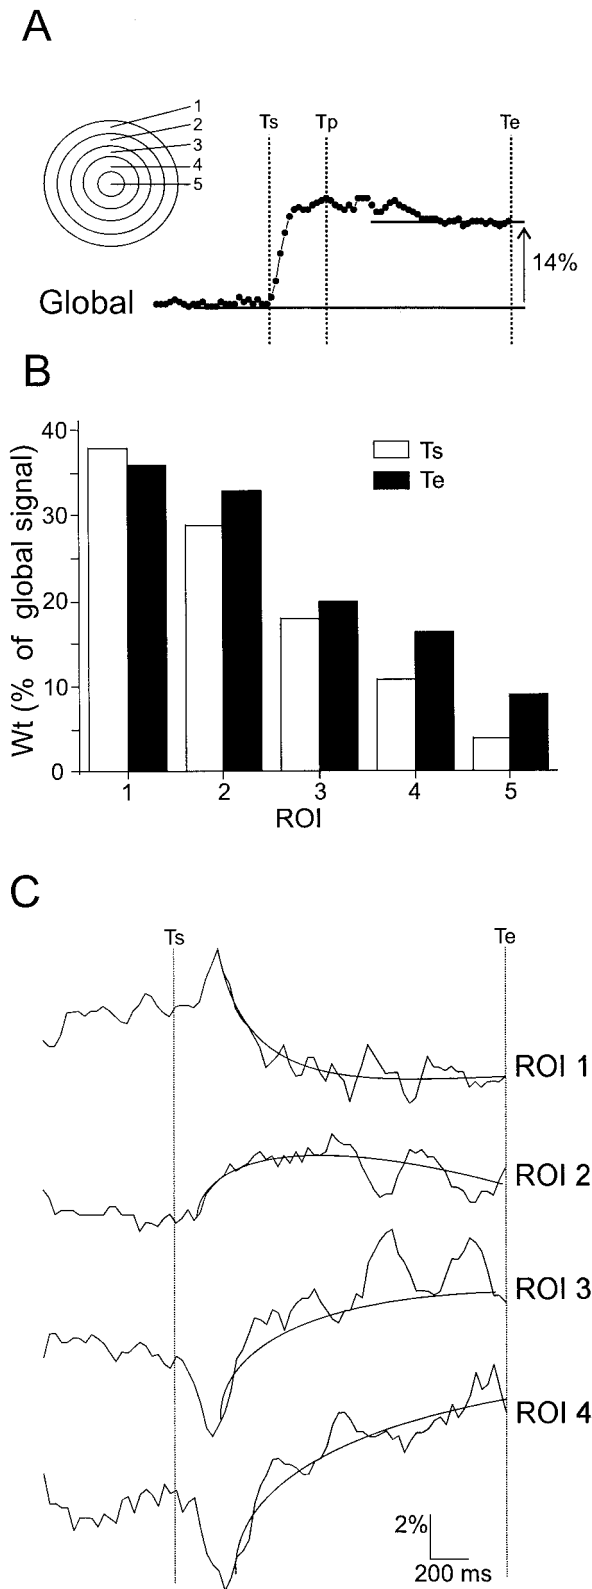 A
1
2
3
4
5
Ts Tp Te
14%
Global
B
Wt (% of global signal)
40
30
20
10
0
Ts
Te
1 2 3 4 5
ROI
C
Ts Te
ROI 1
ROI 2
ROI 3
ROI 4
2%
200 ms